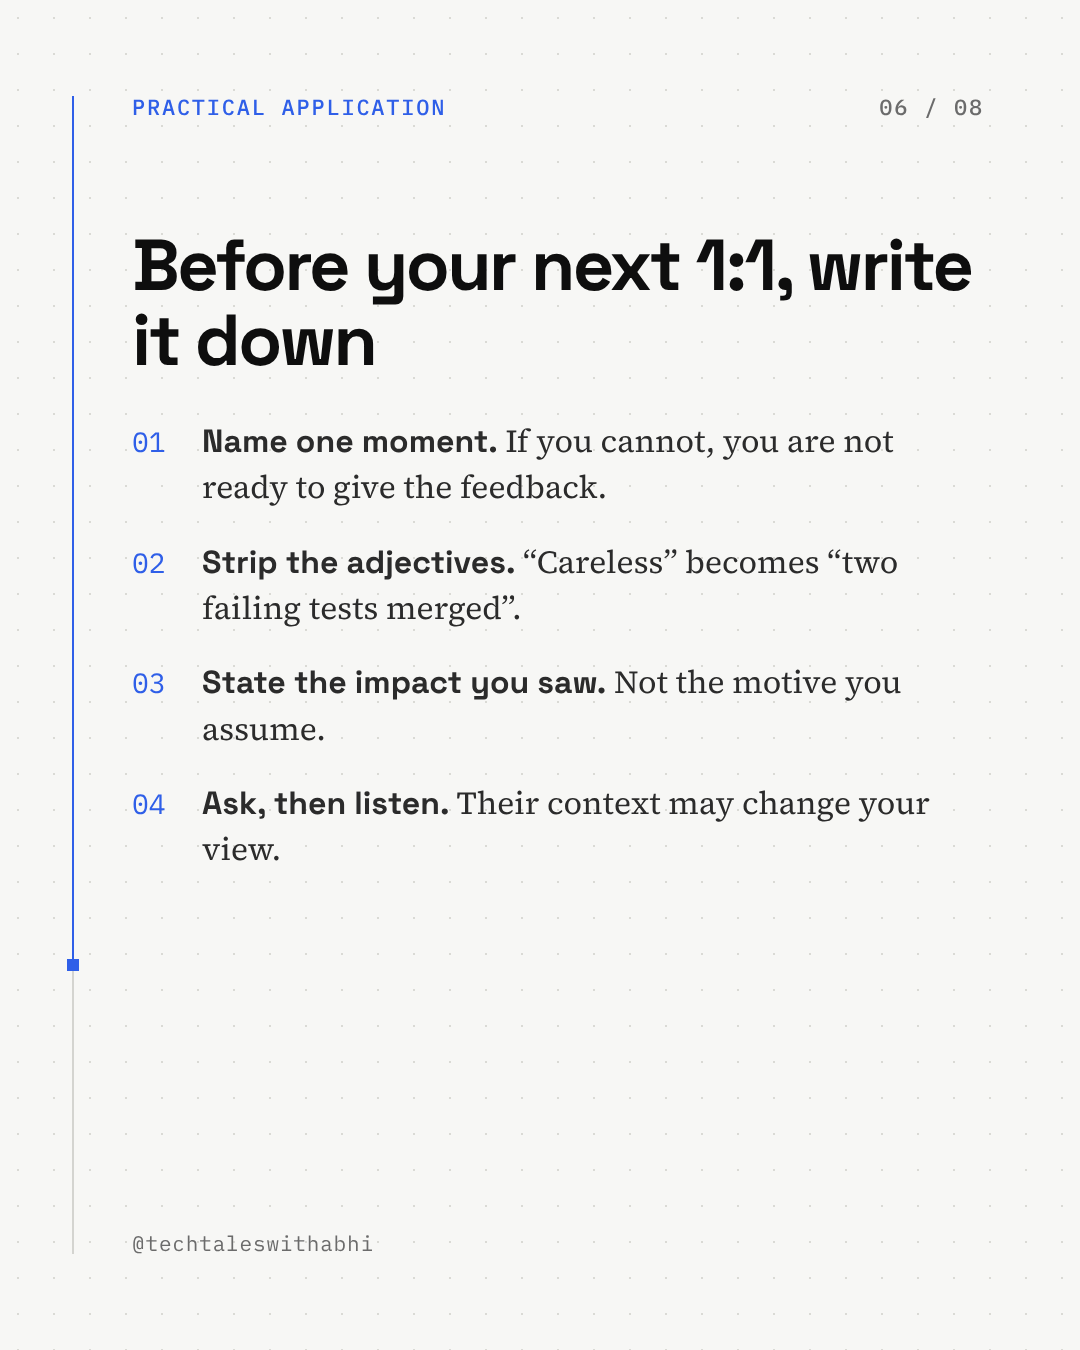 PRACTICAL APPLICATION
06 / 08
Before your next 1:1, write
it down
01 Name one moment. If you cannot, you are not
ready to give the feedback.
02 Strip the adjectives. “Careless” becomes “two
failing tests merged”.
03 State the impact you saw. Not the motive you
assume.
04 Ask, then listen. Their context may change your
view.
@techtaleswithabhi